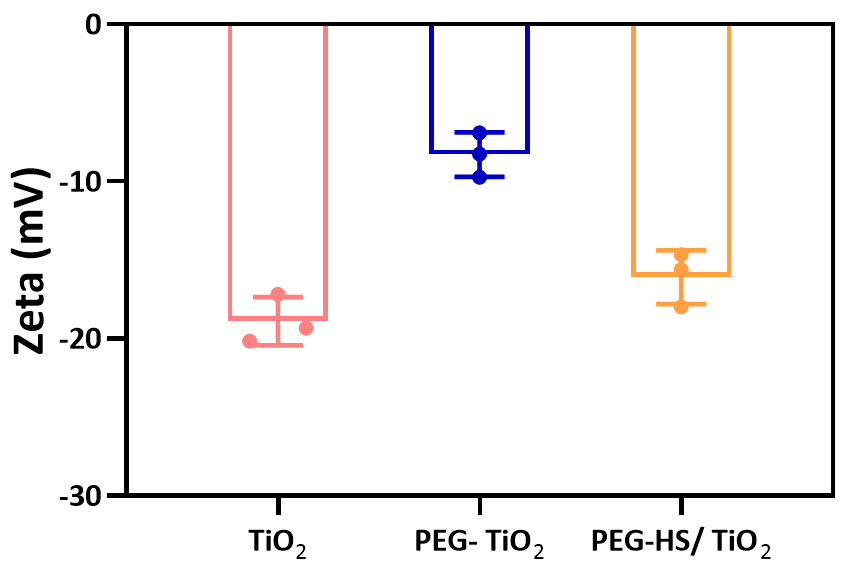 0
-10
-20
-30
Zeta (mV)
TiO₂
PEG- TiO₂
PEG-HS/ TiO₂